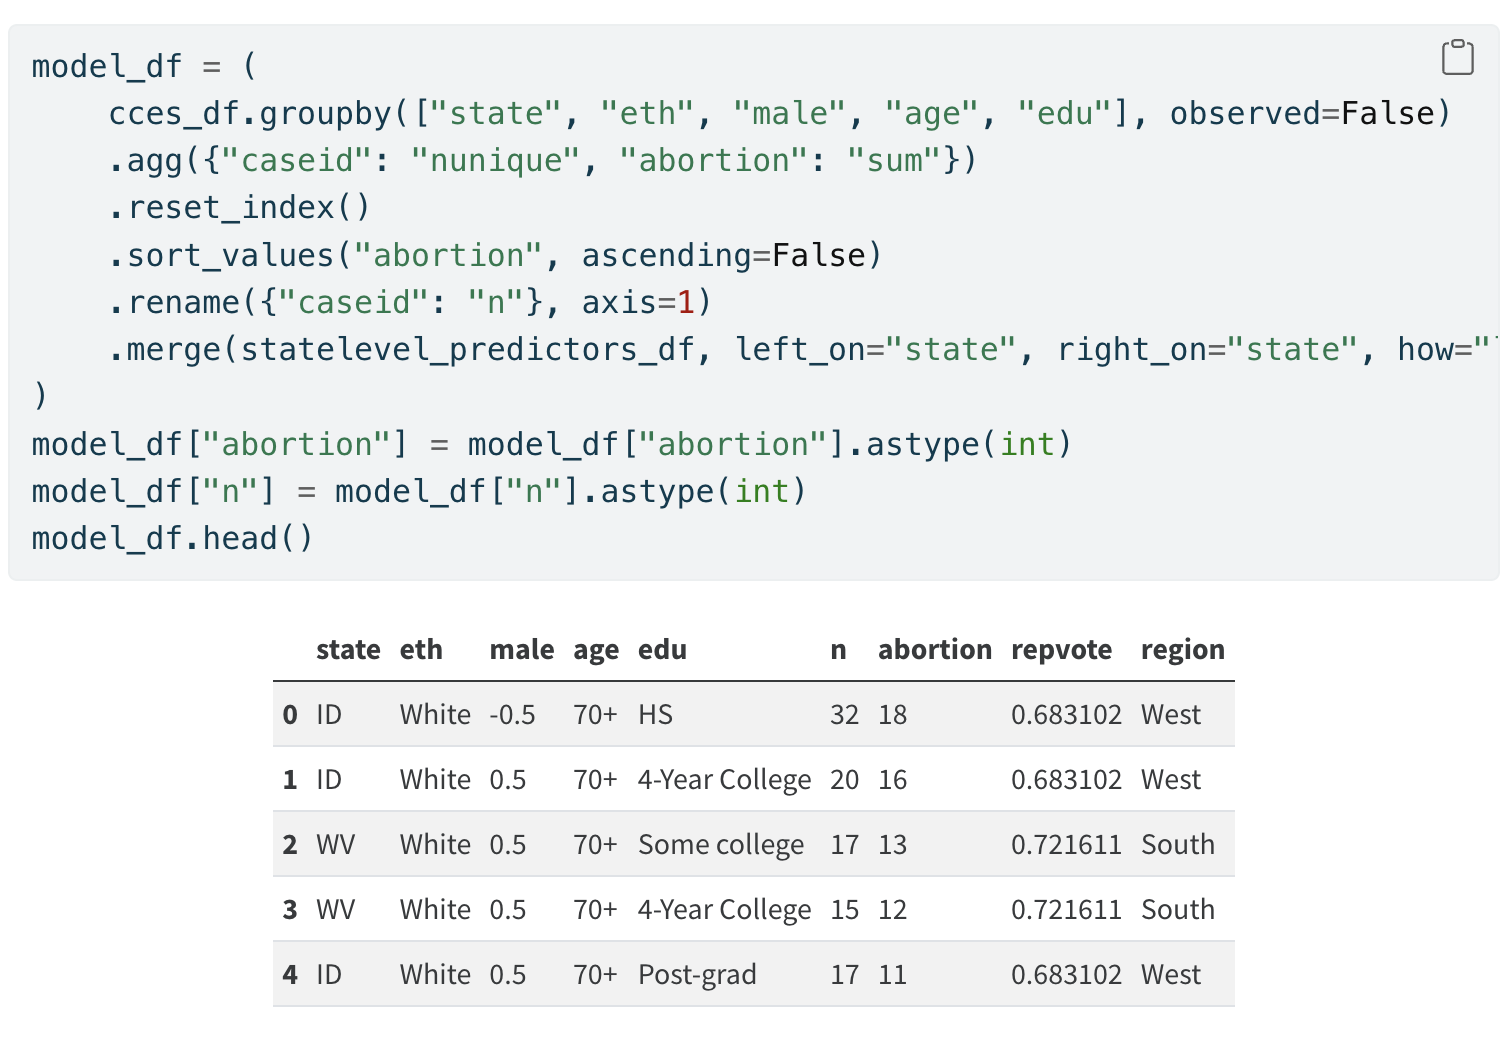 model_df = (
    cces_df.groupby(["state", "eth", "male", "age", "edu"], observed=False)
    .agg({"caseid": "nunique", "abortion": "sum"})
    .reset_index()
    .sort_values("abortion", ascending=False)
    .rename({"caseid": "n"}, axis=1)
    .merge(statelevel_predictors_df, left_on="state", right_on="state", how="
)
model_df["abortion"] = model_df["abortion"].astype(int)
model_df["n"] = model_df["n"].astype(int)
model_df.head()
state eth male age edu n abortion repvote region
0 ID White -0.5 70+ HS 32 18 0.683102 West
1 ID White 0.5 70+ 4-Year College 20 16 0.683102 West
2 WV White 0.5 70+ Some college 17 13 0.721611 South
3 WV White 0.5 70+ 4-Year College 15 12 0.721611 South
4 ID White 0.5 70+ Post-grad 17 11 0.683102 West